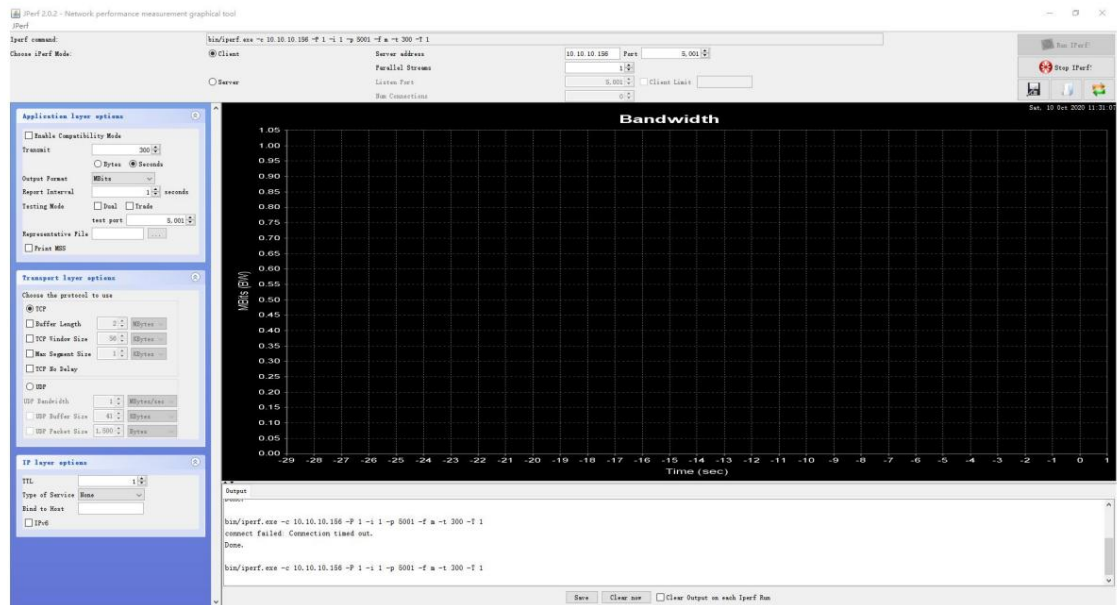 JPerf 2.0.2 - Network performance measurement graphical tool
JPerf
Iperf command:
bin/iperf.exe -c 10.10.10.156 -P 1 -i 1 -p 5001 -f m -t 300 -T 1
Choose iPerf Mode:
Client
Server address
10.10.10.156
Port
5,001
Parallel Streams
1
Server
Listen Port
5,001
Client Limit
Num Connections
0
Run IPerf!
Stop IPerf!
Application layer options
Enable Compatibility Mode
Transmit
300
Bytes
Seconds
Output Format
MBits
Report Interval
1
seconds
Testing Mode
Dual
Trade
test port
5,001
Representative File
...
Print MSS
Transport layer options
Choose the protocol to use
TCP
Buffer Length
2
MBytes
TCP Window Size
56
KBytes
Max Segment Size
1
KBytes
TCP No Delay
UDP
UDP Bandwidth
1
MBytes/sec
UDP Buffer Size
41
KBytes
UDP Packet Size
1,500
Bytes
IP layer options
TTL
1
Type of Service
None
Bind to Host
IPv6
Sat, 10 Oct 2020 11:31:07
Bandwidth
MBits (BW)
1.05
1.00
0.95
0.90
0.85
0.80
0.75
0.70
0.65
0.60
0.55
0.50
0.45
0.40
0.35
0.30
0.25
0.20
0.15
0.10
0.05
0.00
-29 -28 -27 -26 -25 -24 -23 -22 -21 -20 -19 -18 -17 -16 -15 -14 -13 -12 -11 -10 -9 -8 -7 -6 -5 -4 -3 -2 -1 0 1
Time (sec)
Output
Done.
bin/iperf.exe -c 10.10.10.156 -P 1 -i 1 -p 5001 -f m -t 300 -T 1
connect failed: Connection timed out.
Done.
bin/iperf.exe -c 10.10.10.156 -P 1 -i 1 -p 5001 -f m -t 300 -T 1
Save
Clear now
Clear Output on each Iperf Run